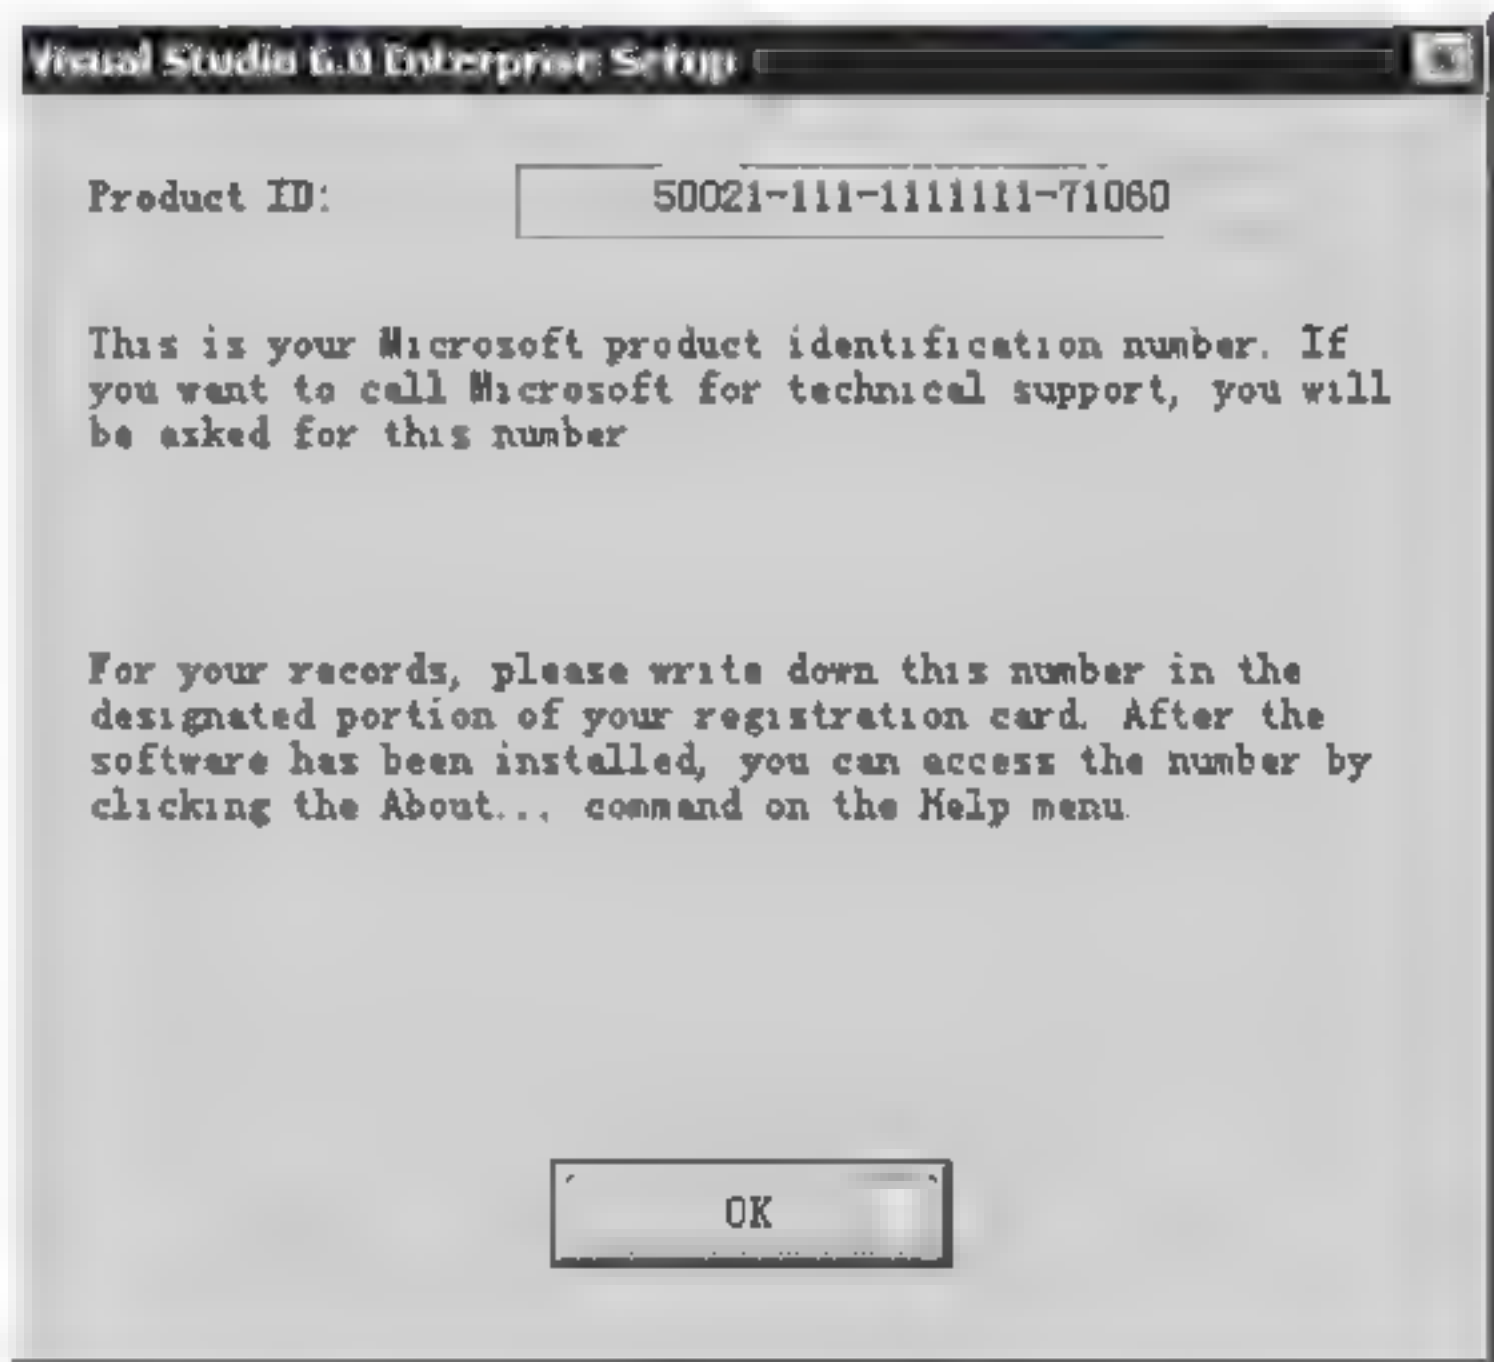 Visual Studio 6.0 Enterprise Setup
Product ID:
50021-111-1111111-71060
This is your Microsoft product identification number. If
you want to call Microsoft for technical support, you will
be asked for this number
For your records, please write down this number in the
designated portion of your registration card. After the
software has been installed, you can access the number by
clicking the About... command on the Help menu.
OK